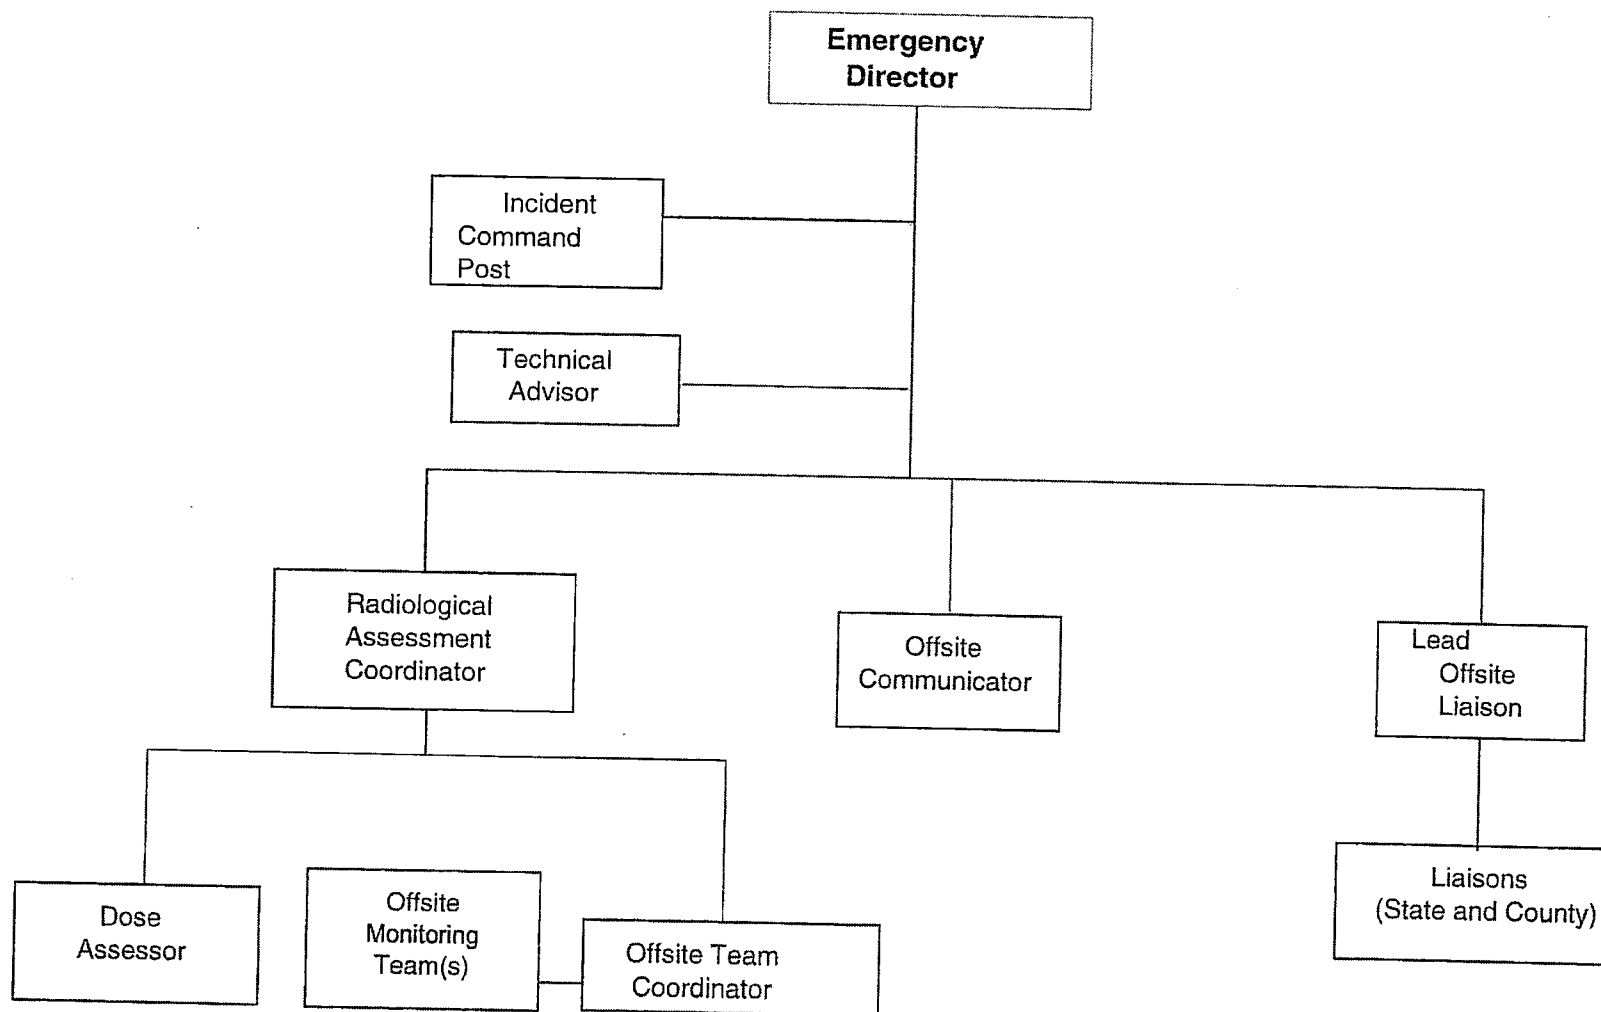 Emergency
Director
Incident
Command
Post
Technical
Advisor
Radiological
Assessment
Coordinator
Offsite
Communicator
Lead
Offsite
Liaison
Dose
Assessor
Offsite
Monitoring
Team(s)
Offsite Team
Coordinator
Liaisons
(State and County)